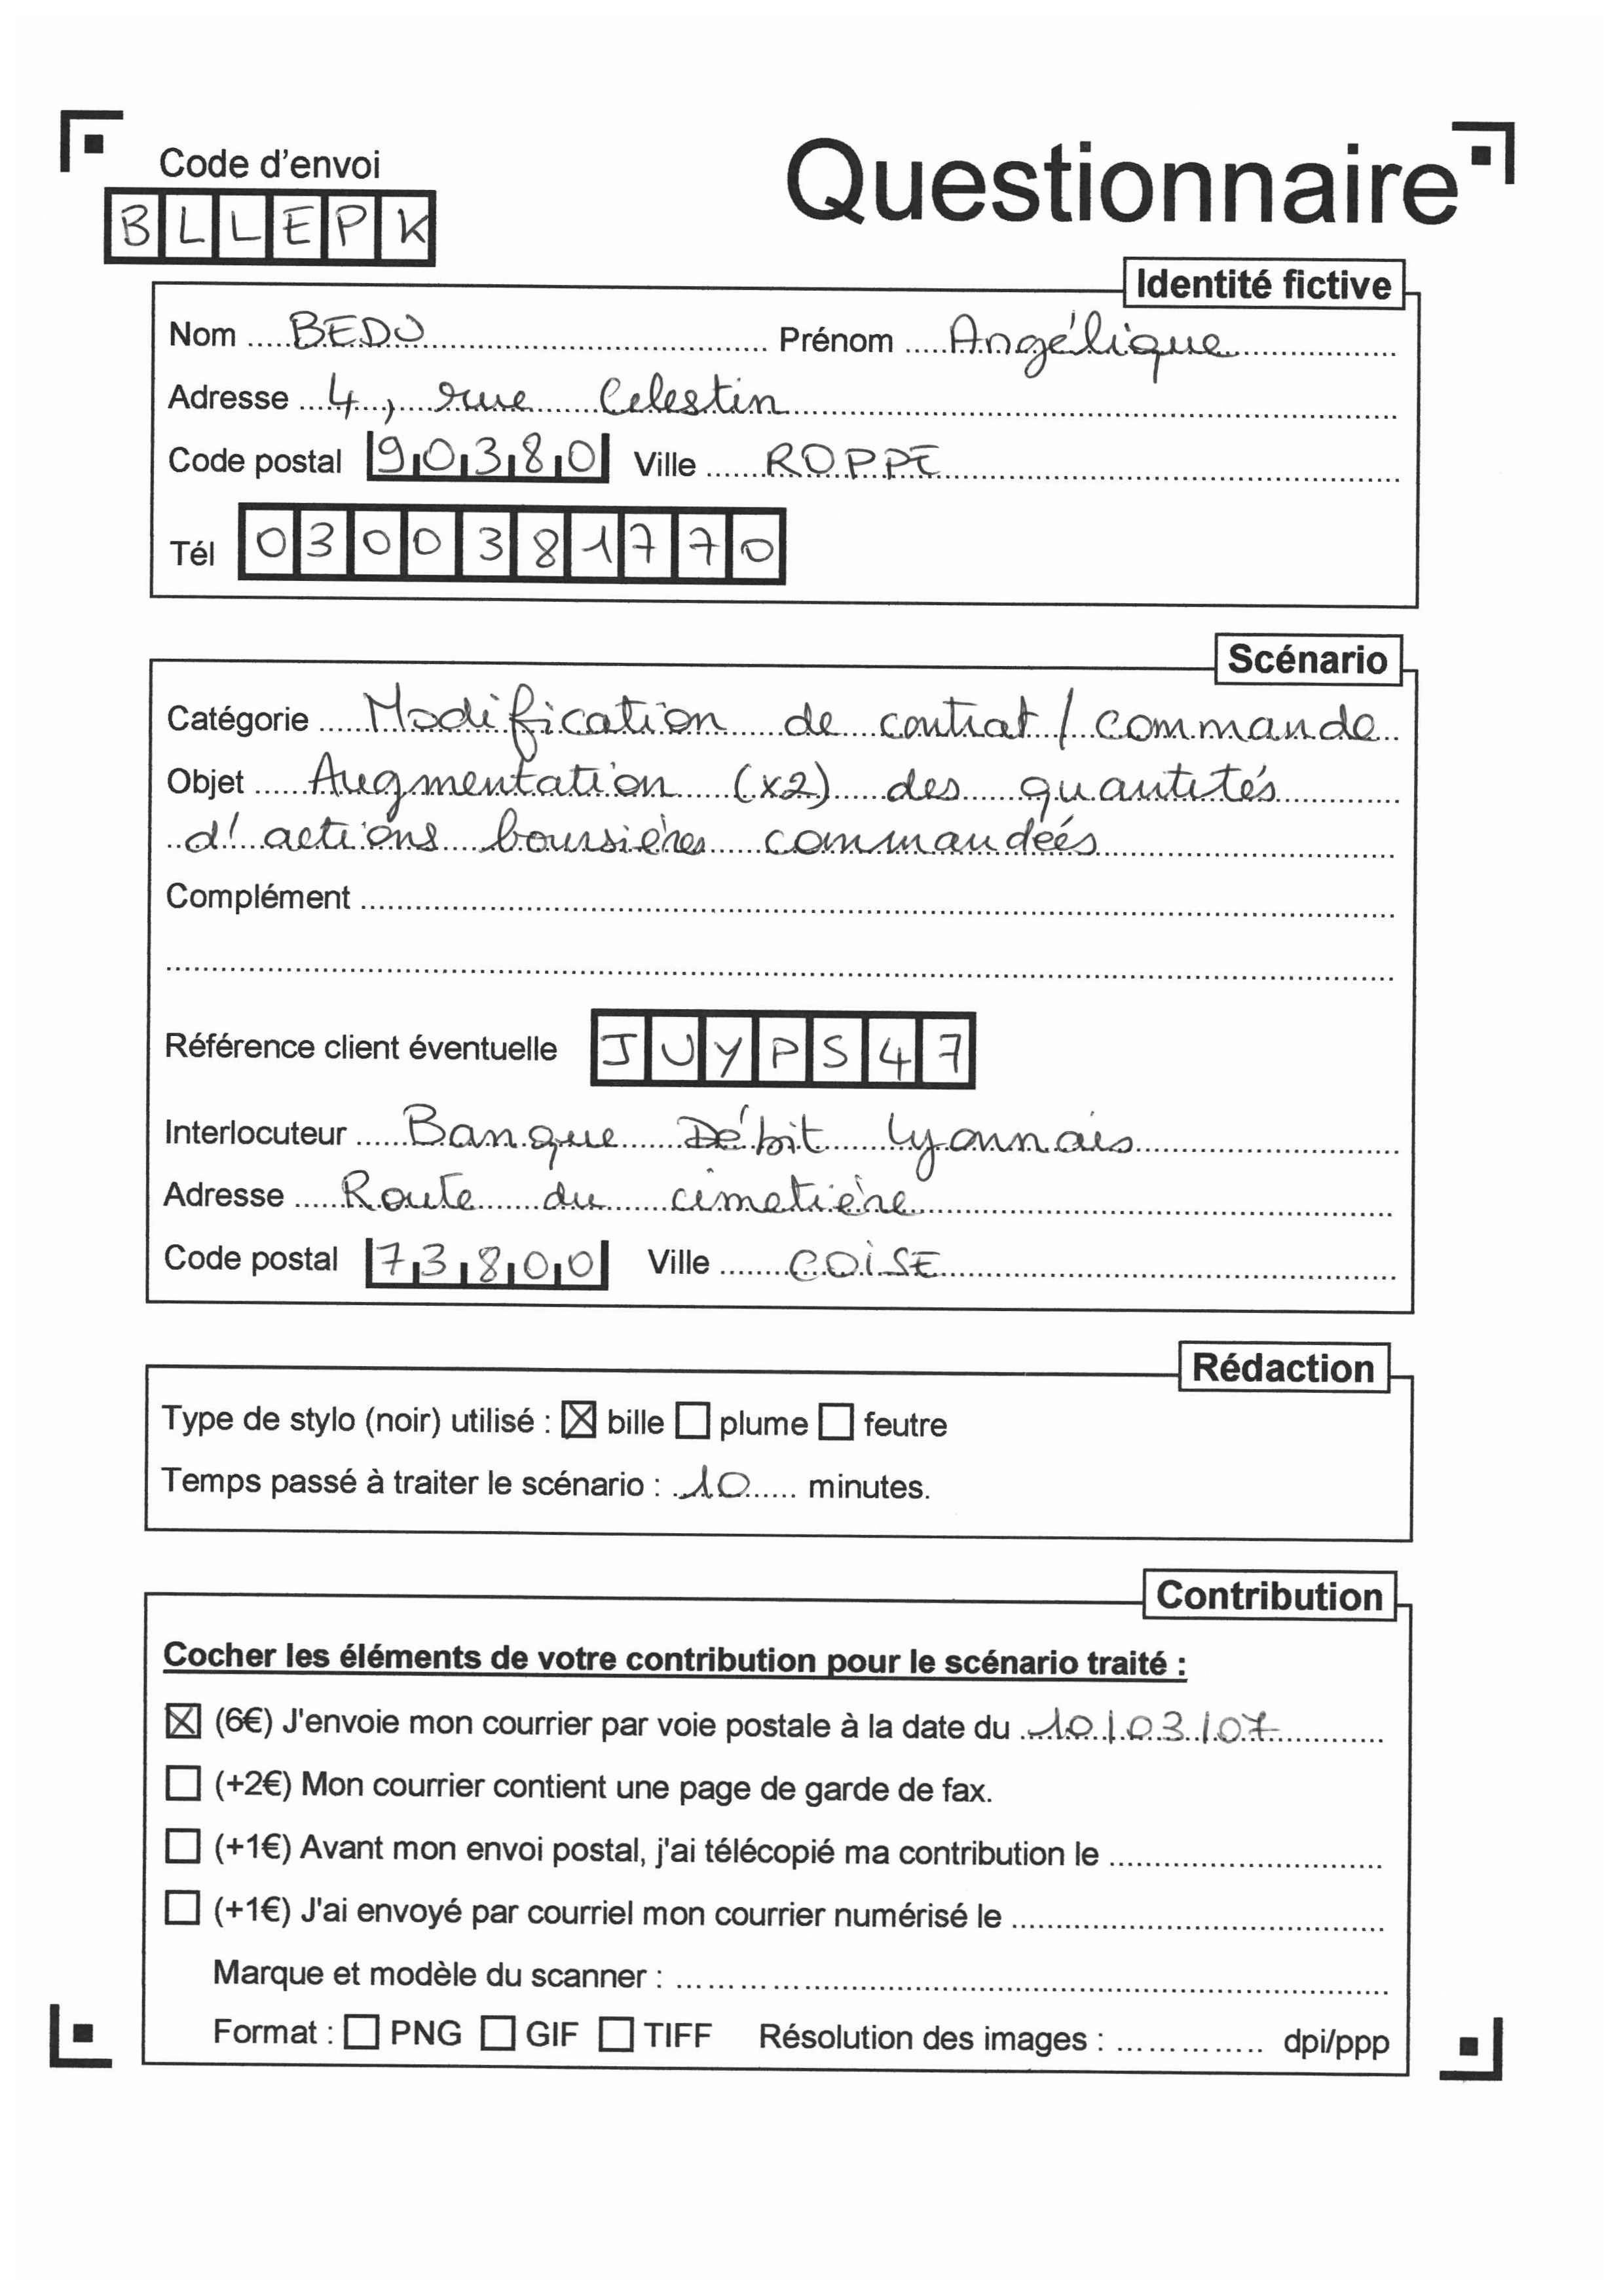 Code d'envoi
Questionnaire
BLLEPK
Identité fictive
Nom BEDU Prénom Angélique
Adresse 4, rue Celestin
Code postal 90380 Ville ROPPE
Tél 0300381770
Scénario
Catégorie Modification de contrat / commande
Objet Augmentation (x2) des quantités
d'actions boursières commandées
Complément
Référence client éventuelle JUYPS47
Interlocuteur Banque Débit Lyonnais
Adresse Route du cimetière
Code postal 73800 Ville COISE
Rédaction
Type de stylo (noir) utilisé : ☒ bille ☐ plume ☐ feutre
Temps passé à traiter le scénario : 10 minutes.
Contribution
Cocher les éléments de votre contribution pour le scénario traité :
☒ (6€) J'envoie mon courrier par voie postale à la date du 10/03/07
☐ (+2€) Mon courrier contient une page de garde de fax.
☐ (+1€) Avant mon envoi postal, j'ai télécopié ma contribution le
☐ (+1€) J'ai envoyé par courriel mon courrier numérisé le
Marque et modèle du scanner :
Format : ☐ PNG ☐ GIF ☐ TIFF Résolution des images : dpi/ppp